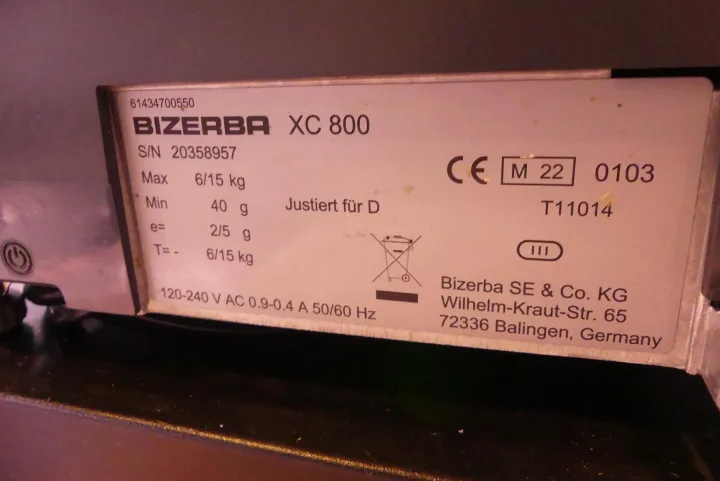 61434700550
BIZERBA XC 800
S/N 20358957
Max 6/15 kg
Min 40 g
e= 2/5 g
T= - 6/15 kg
Justiert für D
120-240 V AC 0.9-0.4 A 50/60 Hz
CE M 22 0103
T11014
III
Bizerba SE & Co. KG
Wilhelm-Kraut-Str. 65
72336 Balingen, Germany